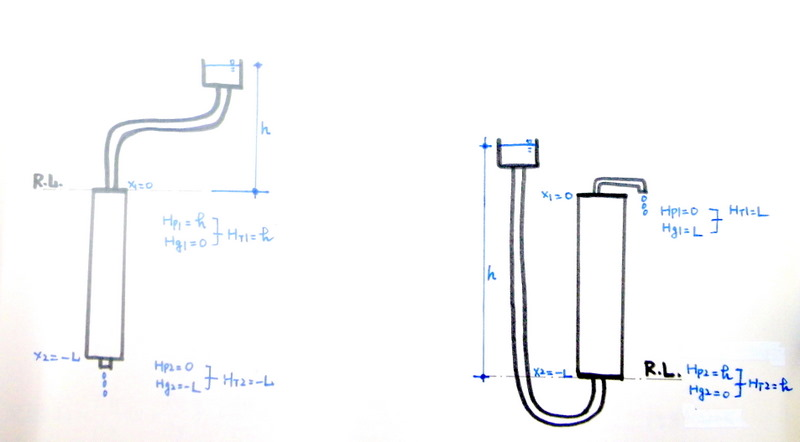 h
R.L.
x1=0
Hp1=h
Hg1=0
HT1=h
x2=-L
Hp2=0
Hg2=-L
HT2=-L
h
x1=0
Hp1=0
Hg1=L
HT1=L
x2=-L
R.L.
Hp2=h
Hg2=0
HT2=h